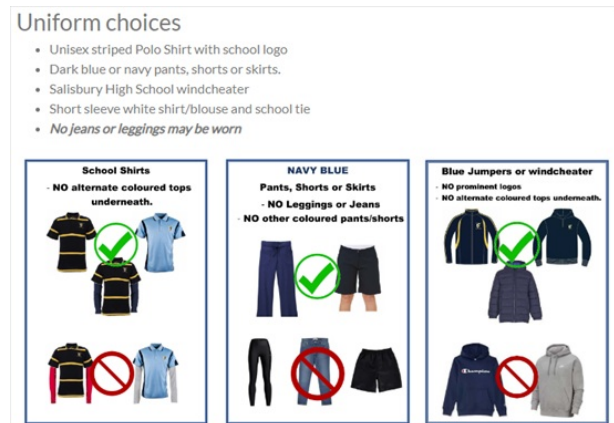 Uniform choices
Unisex striped Polo Shirt with school logo
Dark blue or navy pants, shorts or skirts.
Salisbury High School windcheater
Short sleeve white shirt/blouse and school tie
No jeans or leggings may be worn
School Shirts
- NO alternate coloured tops
underneath.
NAVY BLUE
Pants, Shorts or Skirts
- NO Leggings or Jeans
- NO other coloured pants/shorts
Blue Jumpers or windcheater
- NO prominent logos
- NO alternate coloured tops underneath.
Champion